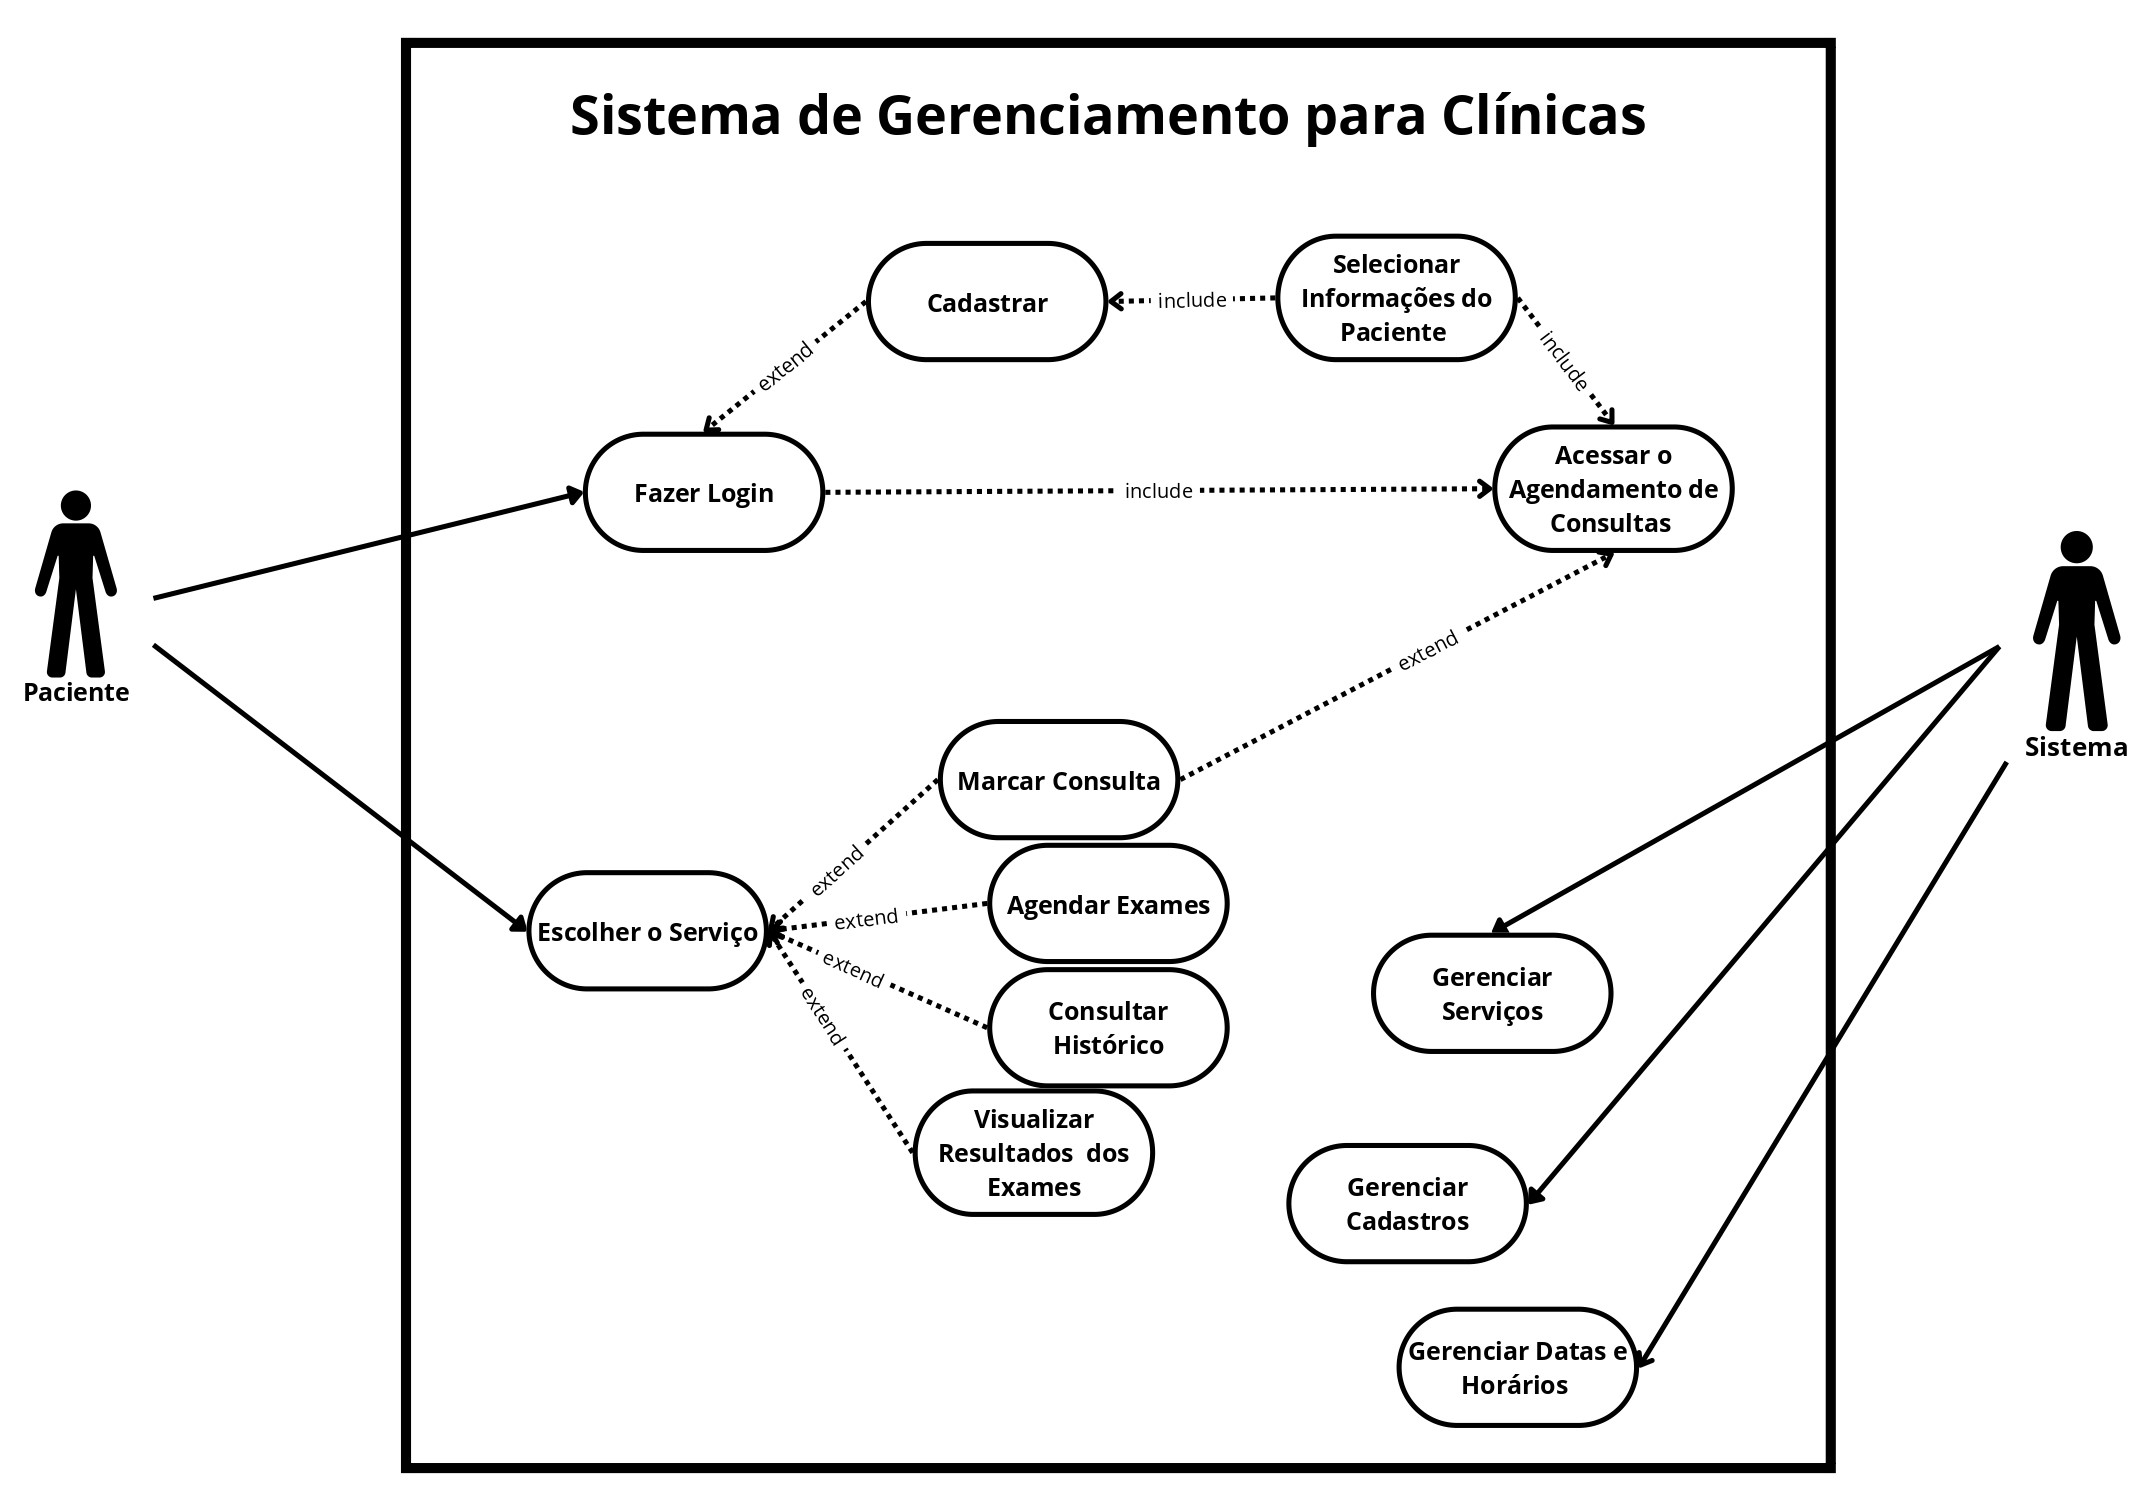 Sistema de Gerenciamento para Clínicas
Cadastrar
include
Selecionar
Informações do
Paciente
extend
include
Fazer Login
include
Acessar o
Agendamento de
Consultas
Paciente
extend
Sistema
Marcar Consulta
extend
Agendar Exames
extend
Escolher o Serviço
extend
extend
Consultar
Histórico
Gerenciar
Serviços
Visualizar
Resultados  dos
Exames
Gerenciar
Cadastros
Gerenciar Datas e
Horários